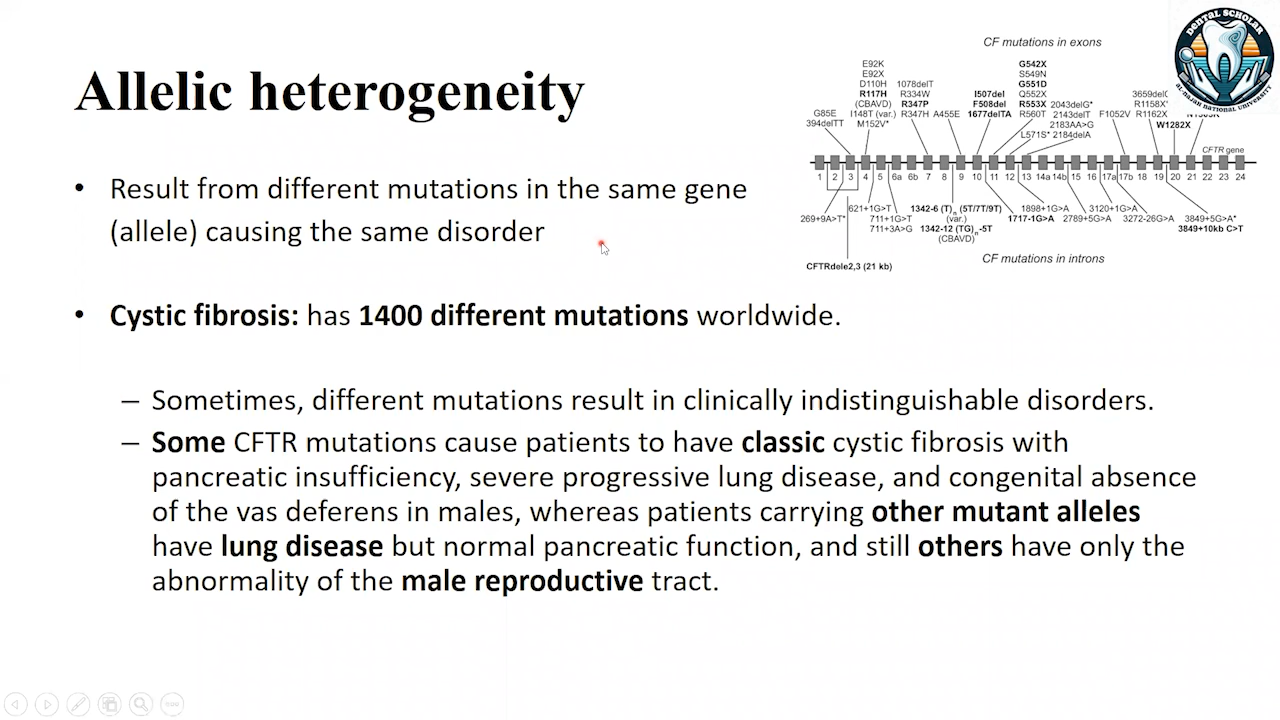 Allelic heterogeneity
• Result from different mutations in the same gene
(allele) causing the same disorder
• Cystic fibrosis: has 1400 different mutations worldwide.
– Sometimes, different mutations result in clinically indistinguishable disorders.
– Some CFTR mutations cause patients to have classic cystic fibrosis with
pancreatic insufficiency, severe progressive lung disease, and congenital absence
of the vas deferens in males, whereas patients carrying other mutant alleles
have lung disease but normal pancreatic function, and still others have only the
abnormality of the male reproductive tract.
CF mutations in exons
G85E
394delTT
E92K
E92X
D110H
R117H
(CBAVD)
I148T (var.)
M152V*
1078delT
R334W
R347P
R347H
A455E
I507del
F508del
1677delTA
G542X
S549N
G551D
Q552X
R553X
R560T
L571S*
2043delG*
2143delT
2183AA>G
2184delA
F1052V
R1158X
R1162X
W1282X
CFTR gene
1 2 3 4 5 6a 6b 7 8 9 10 11 12 13 14a 14b 15 16 17a 17b 18 19 20 21 22 23 24
269+9A>T*
621+1G>T
711+1G>T
711+3A>G
1342-6 (T)n (5T/7T/9T)
(var.)
1342-12 (TG)n-5T
(CBAVD)
1717-1G>A
1898+1G>A
2789+5G>A
3120+1G>A
3272-26G>A
3849+5G>A*
3849+10kb C>T
CFTRdele2,3 (21 kb)
CF mutations in introns
DENTAL SCHOLAR
AL-NAJAH NATIONAL UNIVERSITY